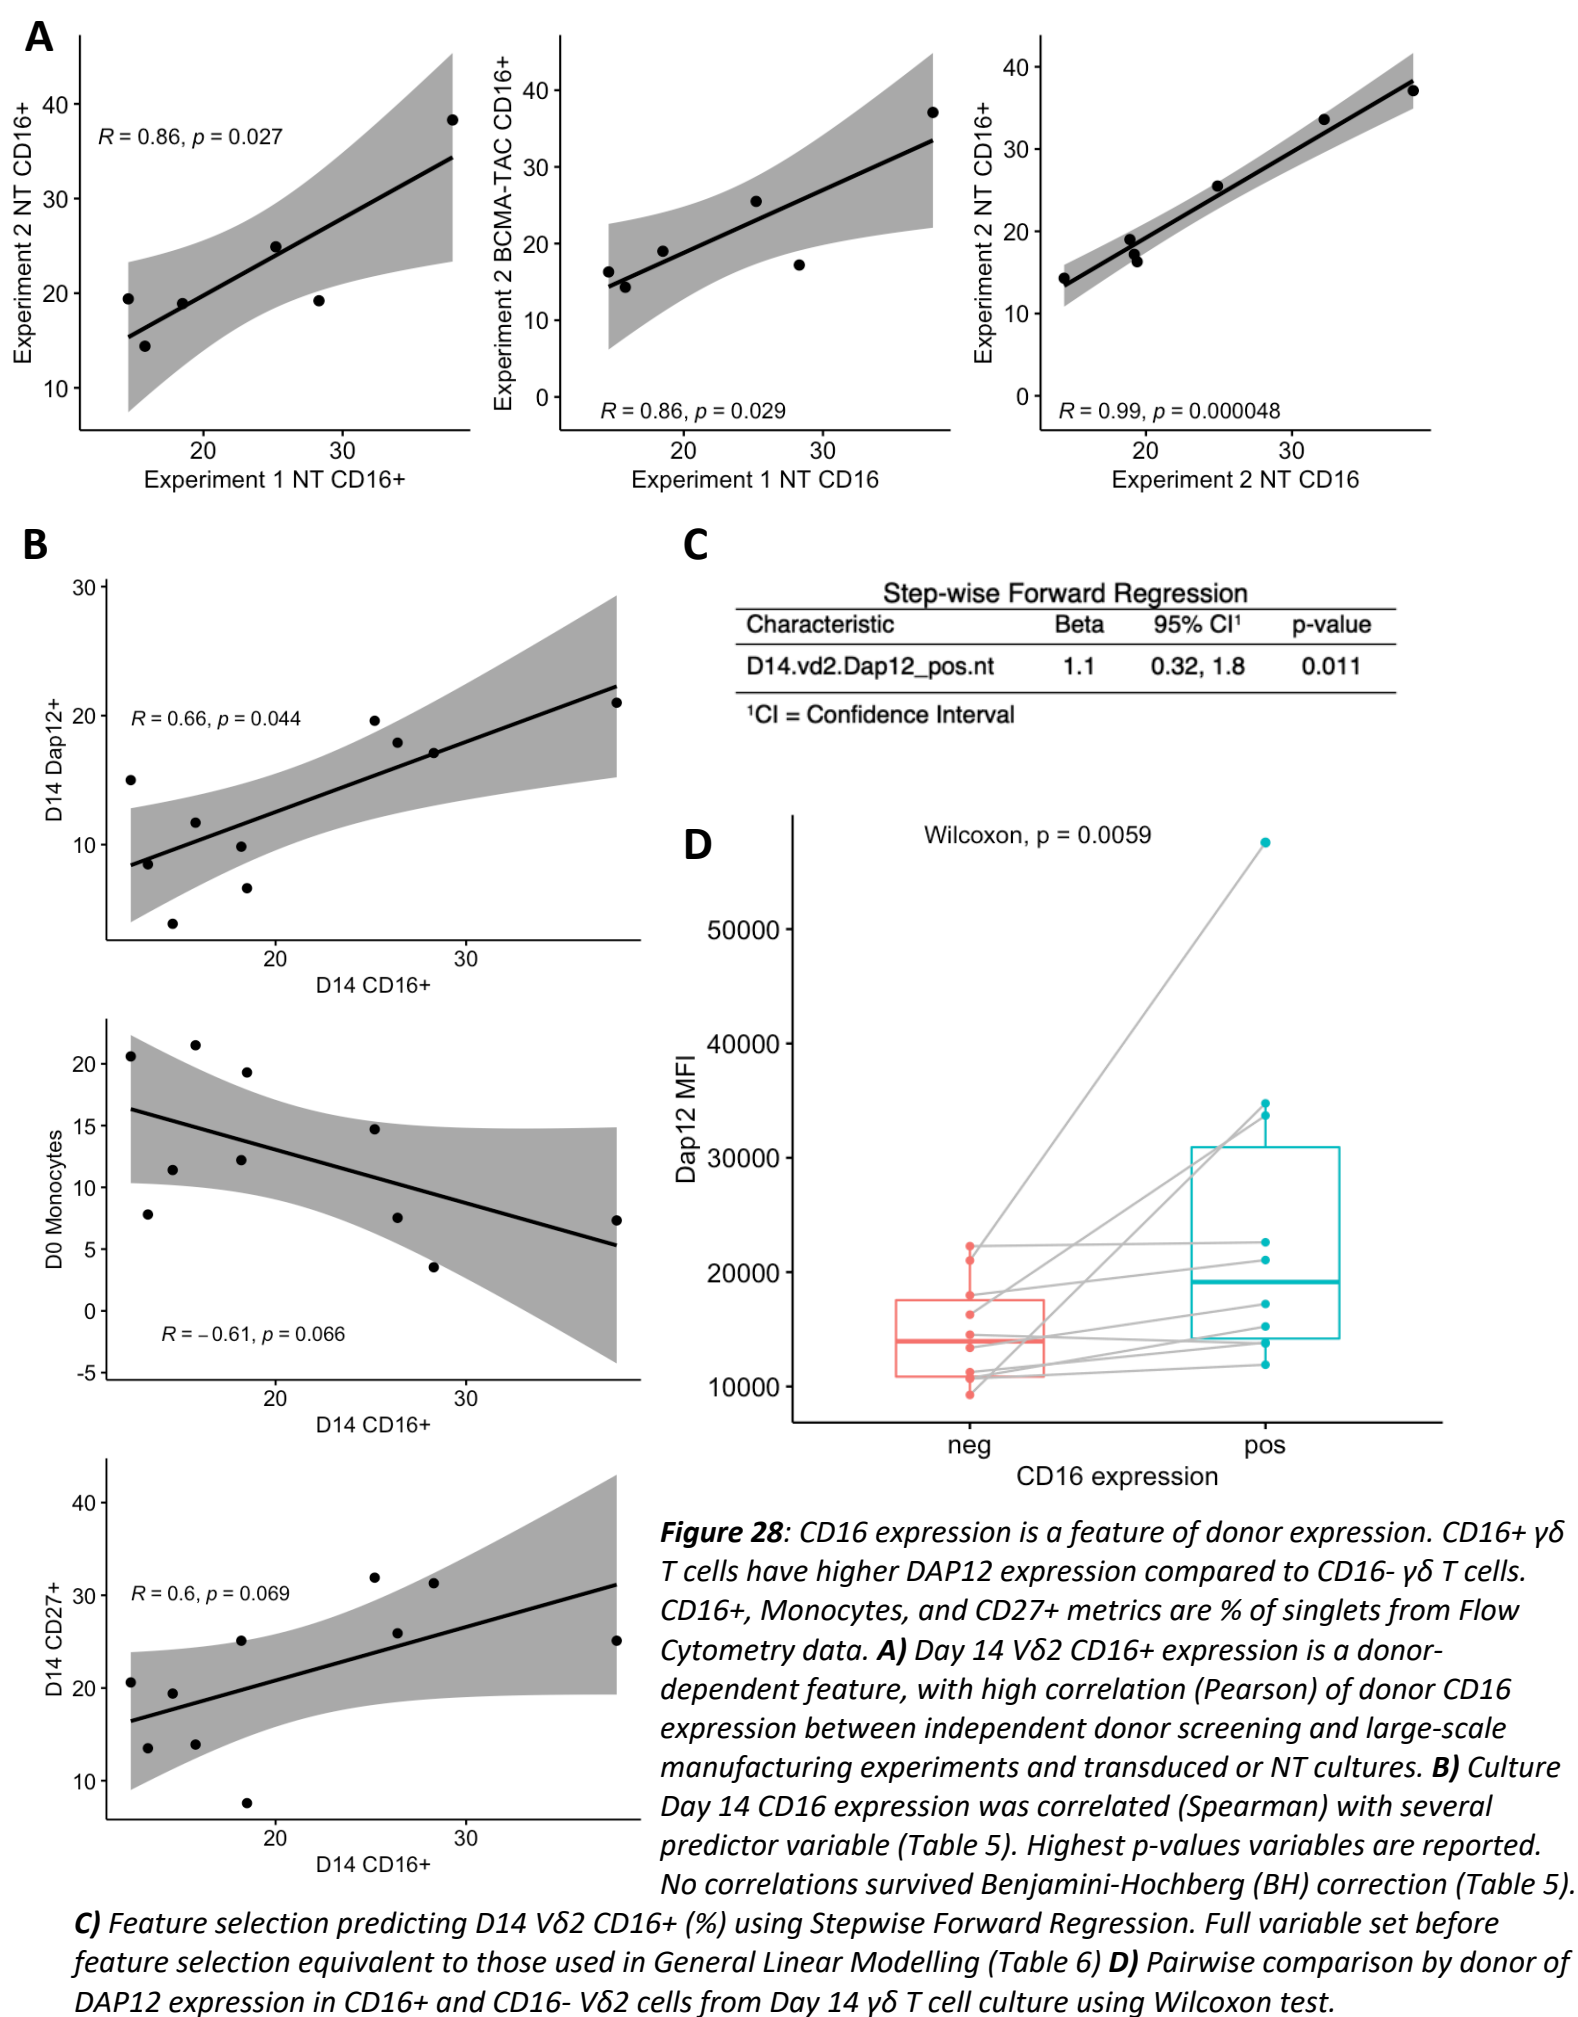 A
Experiment 2 NT CD16+
40
30
20
10
R = 0.86, p = 0.027
20 30
Experiment 1 NT CD16+
Experiment 2 BCMA-TAC CD16+
40
30
20
10
0
R = 0.86, p = 0.029
20 30
Experiment 1 NT CD16
Experiment 2 NT CD16+
40
30
20
10
0
R = 0.99, p = 0.000048
20 30
Experiment 2 NT CD16
B
D14 Dap12+
30
20
10
R = 0.66, p = 0.044
20 30
D14 CD16+
D0 Monocytes
20
15
10
5
0
-5
R = −0.61, p = 0.066
20 30
D14 CD16+
D14 CD27+
40
30
20
10
R = 0.6, p = 0.069
20 30
D14 CD16+
C
Step-wise Forward Regression
Characteristic Beta 95% CI¹ p-value
D14.vd2.Dap12_pos.nt 1.1 0.32, 1.8 0.011
¹CI = Confidence Interval
D
Wilcoxon, p = 0.0059
Dap12 MFI
50000
40000
30000
20000
10000
neg pos
CD16 expression
Figure 28: CD16 expression is a feature of donor expression. CD16+ γδ
T cells have higher DAP12 expression compared to CD16- γδ T cells.
CD16+, Monocytes, and CD27+ metrics are % of singlets from Flow
Cytometry data. A) Day 14 Vδ2 CD16+ expression is a donor-
dependent feature, with high correlation (Pearson) of donor CD16
expression between independent donor screening and large-scale
manufacturing experiments and transduced or NT cultures. B) Culture
Day 14 CD16 expression was correlated (Spearman) with several
predictor variable (Table 5). Highest p-values variables are reported.
No correlations survived Benjamini-Hochberg (BH) correction (Table 5).
C) Feature selection predicting D14 Vδ2 CD16+ (%) using Stepwise Forward Regression. Full variable set before
feature selection equivalent to those used in General Linear Modelling (Table 6) D) Pairwise comparison by donor of
DAP12 expression in CD16+ and CD16- Vδ2 cells from Day 14 γδ T cell culture using Wilcoxon test.